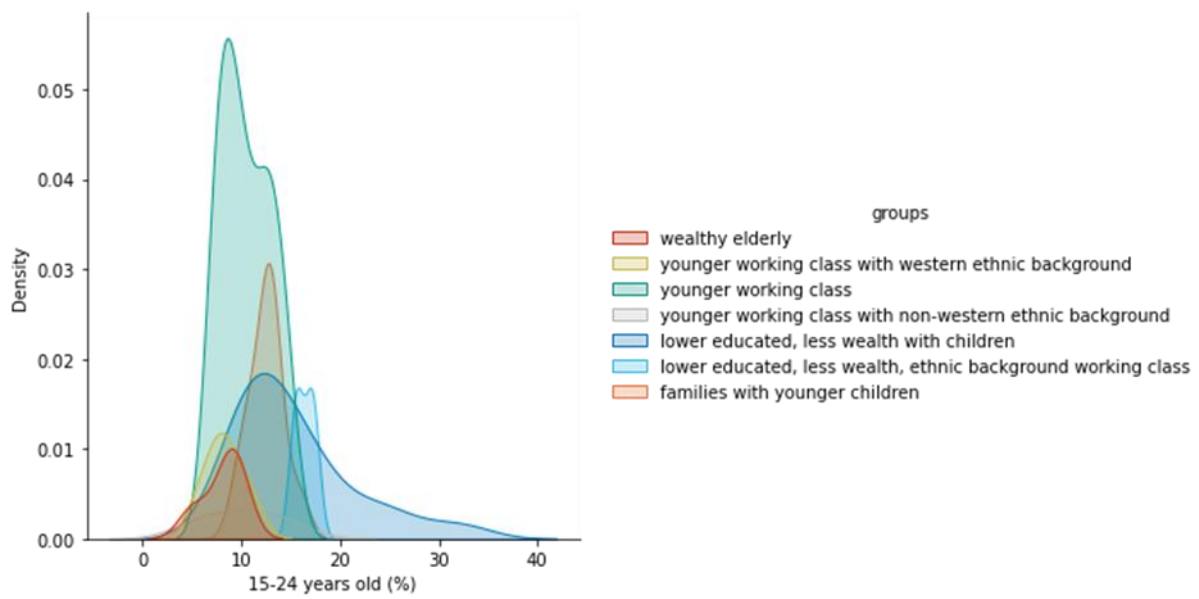 0.05
0.04
0.03
0.02
0.01
0.00
Density
0 10 20 30 40
15-24 years old (%)
groups
wealthy elderly
younger working class with western ethnic background
younger working class
younger working class with non-western ethnic background
lower educated, less wealth with children
lower educated, less wealth, ethnic background working class
families with younger children